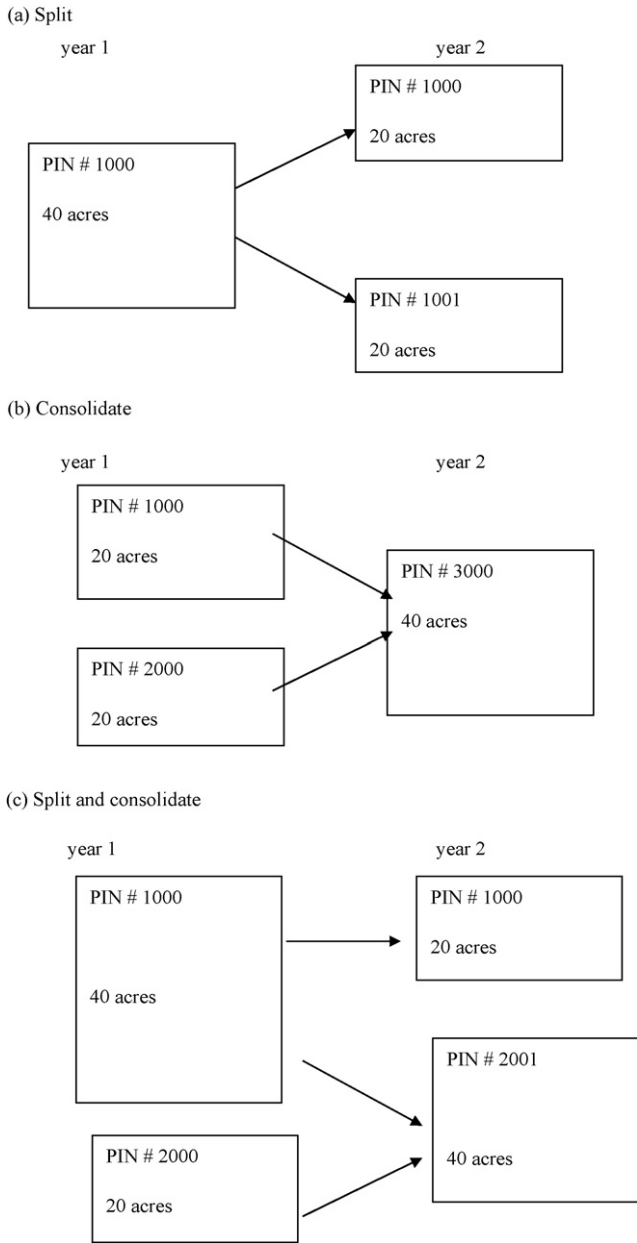 (a) Split
year 1
year 2
PIN # 1000
20 acres
PIN # 1000
40 acres
PIN # 1001
20 acres
(b) Consolidate
year 1
year 2
PIN # 1000
20 acres
PIN # 3000
40 acres
PIN # 2000
20 acres
(c) Split and consolidate
year 1
year 2
PIN # 1000
40 acres
PIN # 1000
20 acres
PIN # 2001
40 acres
PIN # 2000
20 acres